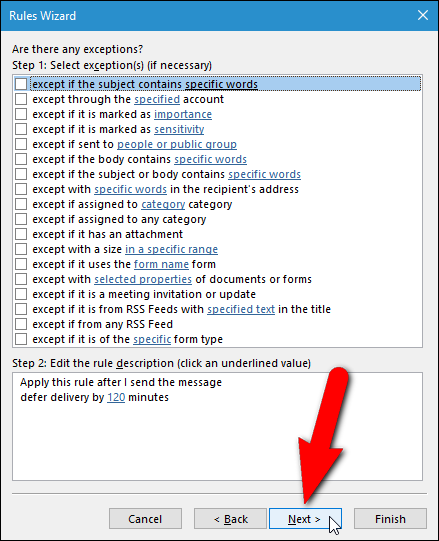 Rules Wizard
Are there any exceptions?
Step 1: Select exception(s) (if necessary)
except if the subject contains specific words
except through the specified account
except if it is marked as importance
except if it is marked as sensitivity
except if sent to people or public group
except if the body contains specific words
except if the subject or body contains specific words
except with specific words in the recipient's address
except if assigned to category category
except if assigned to any category
except if it has an attachment
except with a size in a specific range
except if it uses the form name form
except with selected properties of documents or forms
except if it is a meeting invitation or update
except if it is from RSS Feeds with specified text in the title
except if from any RSS Feed
except if it is of the specific form type
Step 2: Edit the rule description (click an underlined value)
Apply this rule after I send the message
defer delivery by 120 minutes
Cancel
< Back
Next >
Finish